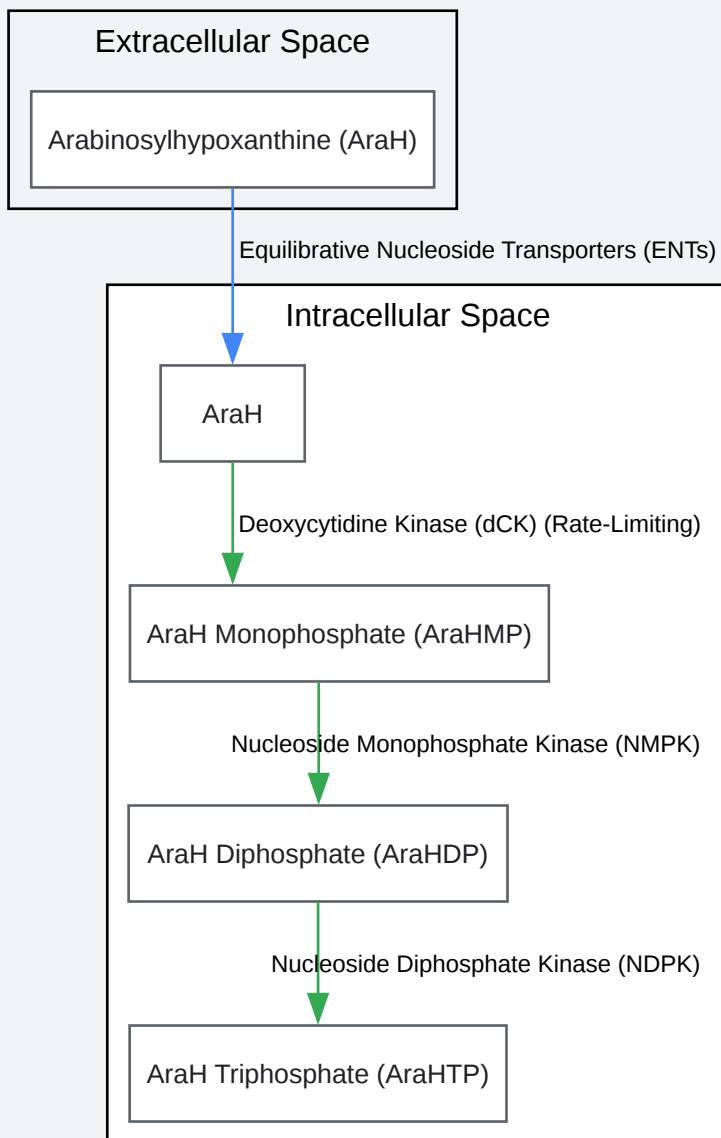 Extracellular Space
Arabinosylhypoxanthine (AraH)
Equilibrative Nucleoside Transporters (ENTs)
Intracellular Space
AraH
Deoxycytidine Kinase (dCK) (Rate-Limiting)
AraH Monophosphate (AraHMP)
Nucleoside Monophosphate Kinase (NMPK)
AraH Diphosphate (AraHDP)
Nucleoside Diphosphate Kinase (NDPK)
AraH Triphosphate (AraHTP)